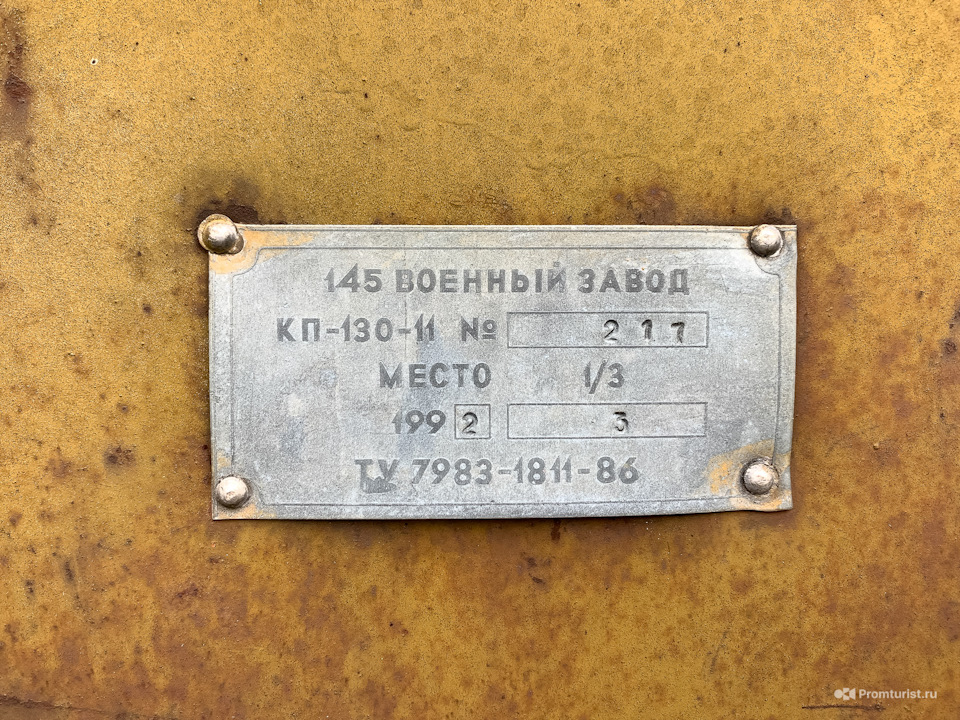 145 ВОЕННЫЙ ЗАВОД
КП-130-11 № 217
МЕСТО 1/3
1992 3
ТУ 7983-1811-86
Promturist.ru